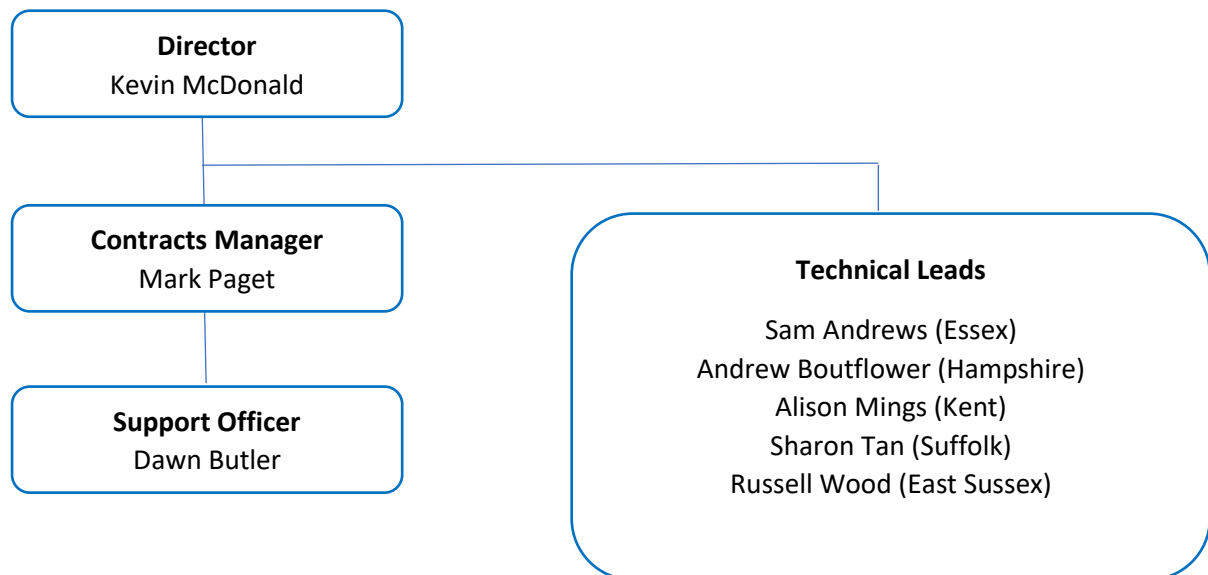 Director
Kevin McDonald
Contracts Manager
Mark Paget
Support Officer
Dawn Butler
Technical Leads
Sam Andrews (Essex)
Andrew Boutflower (Hampshire)
Alison Mings (Kent)
Sharon Tan (Suffolk)
Russell Wood (East Sussex)